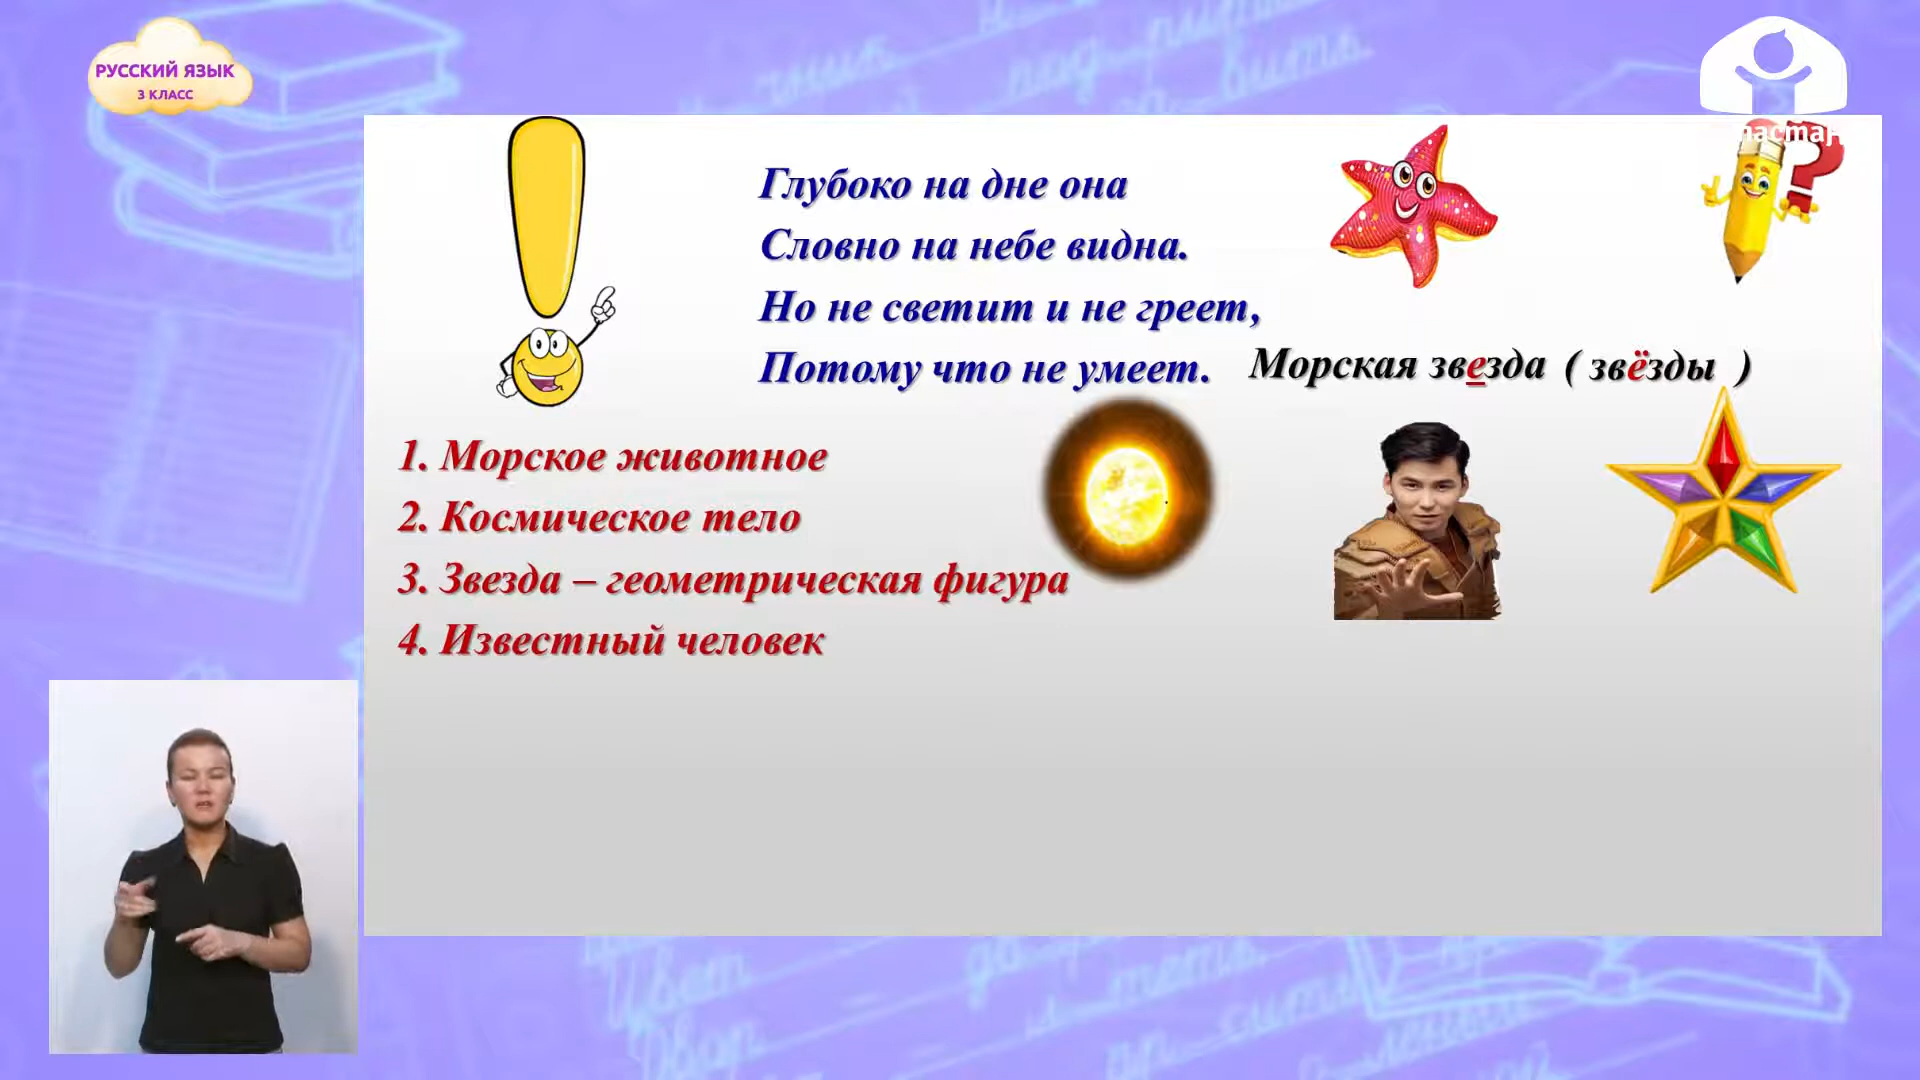 РУССКИЙ ЯЗЫК
3 КЛАСС
Глубоко на дне она
Словно на небе видна.
Но не светит и не греет,
Потому что не умеет.
Морская звезда ( звёзды )
1. Морское животное
2. Космическое тело
3. Звезда – геометрическая фигура
4. Известный человек